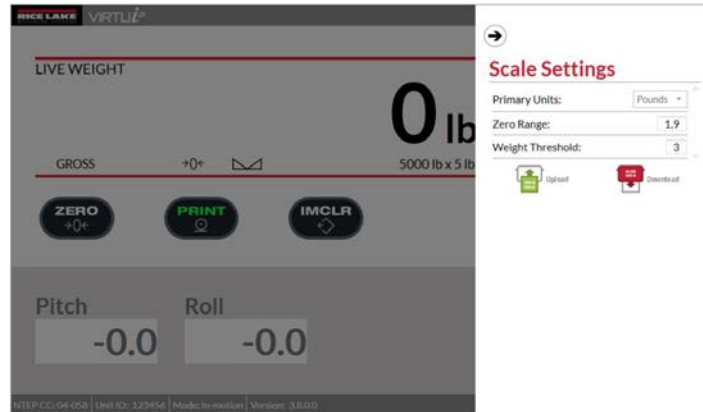 RICE LAKE VIRTUi²
LIVE WEIGHT
0 lb
GROSS →0← 5000 lb x 5 lb
ZERO PRINT IMCLR
→0←
Pitch Roll
-0.0 -0.0
NTEP CC: 04-058 Unit ID: 123456 Mode: In-motion Version: 3.8.0.0
Scale Settings
Primary Units: Pounds
Zero Range: 1.9
Weight Threshold: 3
Upload Download